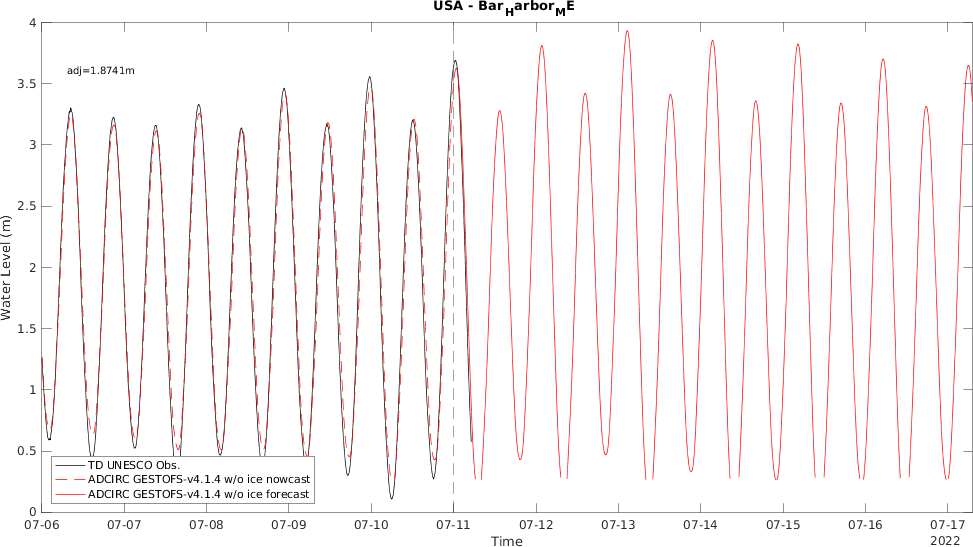 USA - Bar_Harbor_ME
adj=1.8741m
4
3.5
3
2.5
2
1.5
1
0.5
0
Water Level (m)
TD UNESCO Obs.
ADCIRC GESTOFS-v4.1.4 w/o ice nowcast
ADCIRC GESTOFS-v4.1.4 w/o ice forecast
07-06 07-07 07-08 07-09 07-10 07-11 07-12 07-13 07-14 07-15 07-16 07-17
2022
Time